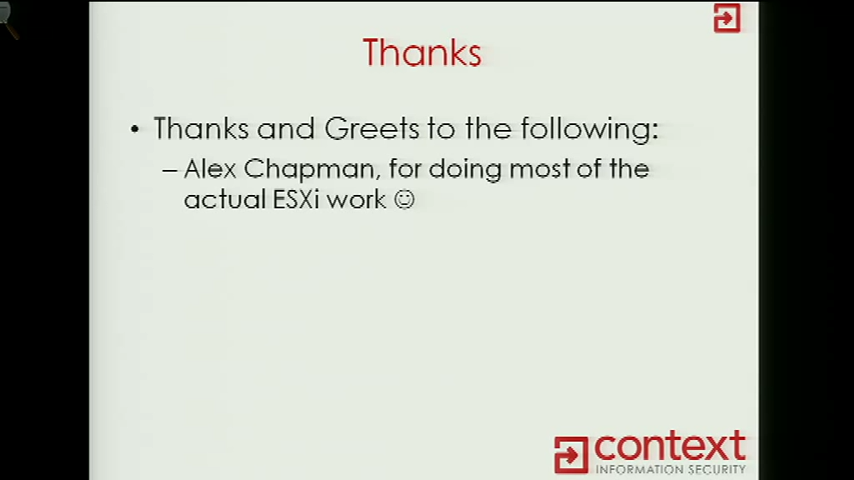 Thanks
• Thanks and Greets to the following:
– Alex Chapman, for doing most of the
actual ESXi work ☺
context
INFORMATION SECURITY